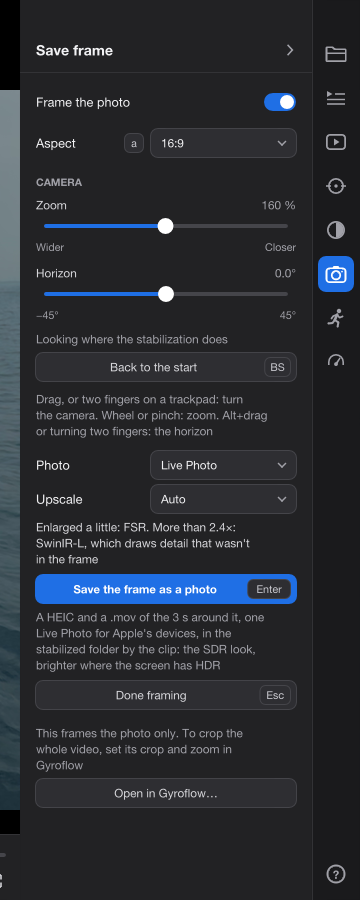 Save frame
Frame the photo
Aspect a 16:9
CAMERA
Zoom 160 %
Wider Closer
Horizon 0.0°
–45° 45°
Looking where the stabilization does
Back to the start BS
Drag, or two fingers on a trackpad: turn
the camera. Wheel or pinch: zoom. Alt+drag
or turning two fingers: the horizon
Photo Live Photo
Upscale Auto
Enlarged a little: FSR. More than 2.4×:
SwinIR-L, which draws detail that wasn't
in the frame
Save the frame as a photo Enter
A HEIC and a .mov of the 3 s around it, one
Live Photo for Apple's devices, in the
stabilized folder by the clip: the SDR look,
brighter where the screen has HDR
Done framing Esc
This frames the photo only. To crop the
whole video, set its crop and zoom in
Gyroflow
Open in Gyroflow…
?